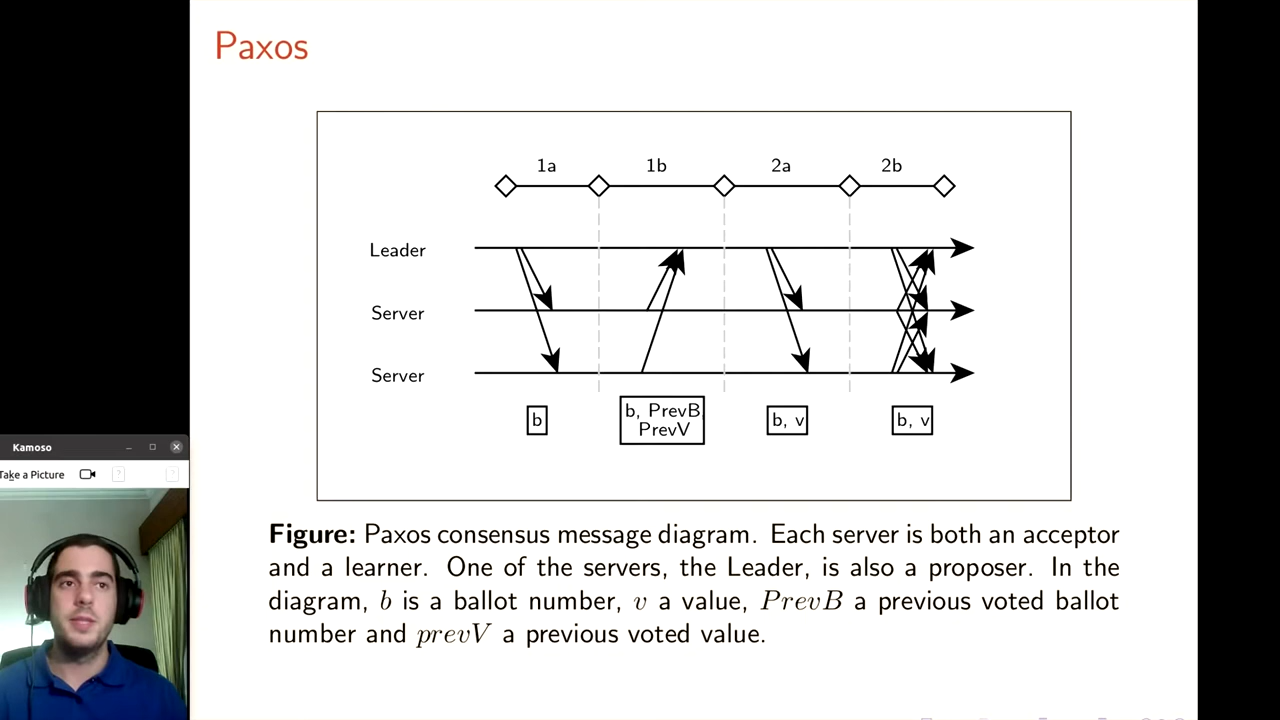 Paxos
1a 1b 2a 2b
Leader
Server
Server
b
b, PrevB,
PrevV
b, v
b, v
Figure: Paxos consensus message diagram. Each server is both an acceptor
and a learner. One of the servers, the Leader, is also a proposer. In the
diagram, b is a ballot number, v a value, PrevB a previous voted ballot
number and prevV a previous voted value.
Kamoso
Take a Picture